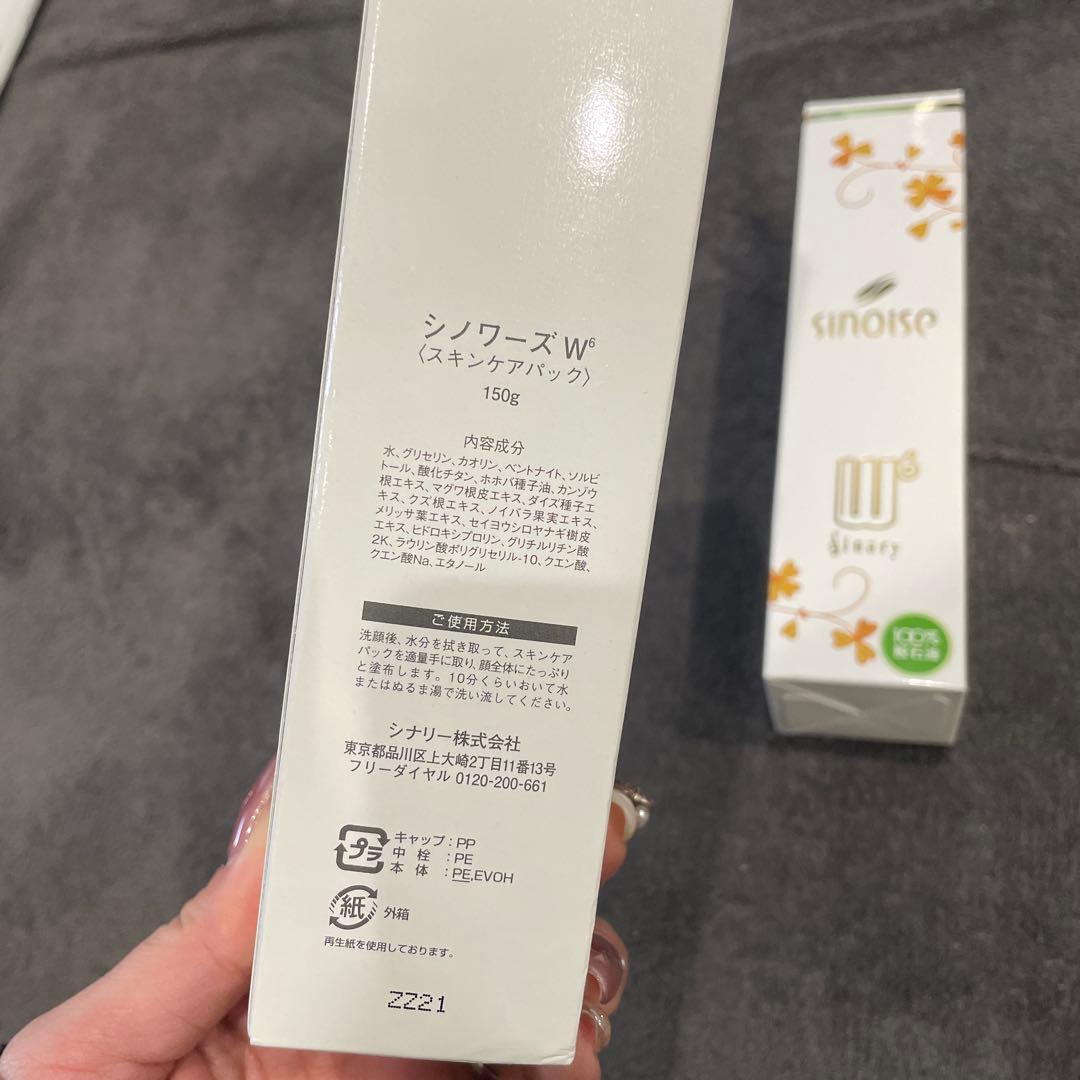 シノワーズ W⁶
〈スキンケアパック〉
150g
内容成分
水、グリセリン、カオリン、ベントナイト、ソルビ
トール、酸化チタン、ホホバ種子油、カンゾウ
根エキス、マグワ根皮エキス、ダイズ種子エ
キス、クズ根エキス、ノイバラ果実エキス、
メリッサ葉エキス、セイヨウシロヤナギ樹皮
エキス、ヒドロキシプロリン、グリチルリチン酸
2K、ラウリン酸ポリグリセリル-10、クエン酸、
クエン酸Na、エタノール
ご使用方法
洗顔後、水分を拭き取って、スキンケア
パックを適量手に取り、顔全体にたっぷり
と塗布します。10分くらいおいて水
またはぬるま湯で洗い流してください。
シナリー株式会社
東京都品川区上大崎2丁目11番13号
フリーダイヤル 0120-200-661
プラ
キャップ：PP
中栓：PE
本体：PE,EVOH
紙
外箱
再生紙を使用しております。
ZZ21
sinoise
W⁶
Sinary
100%
脱石油